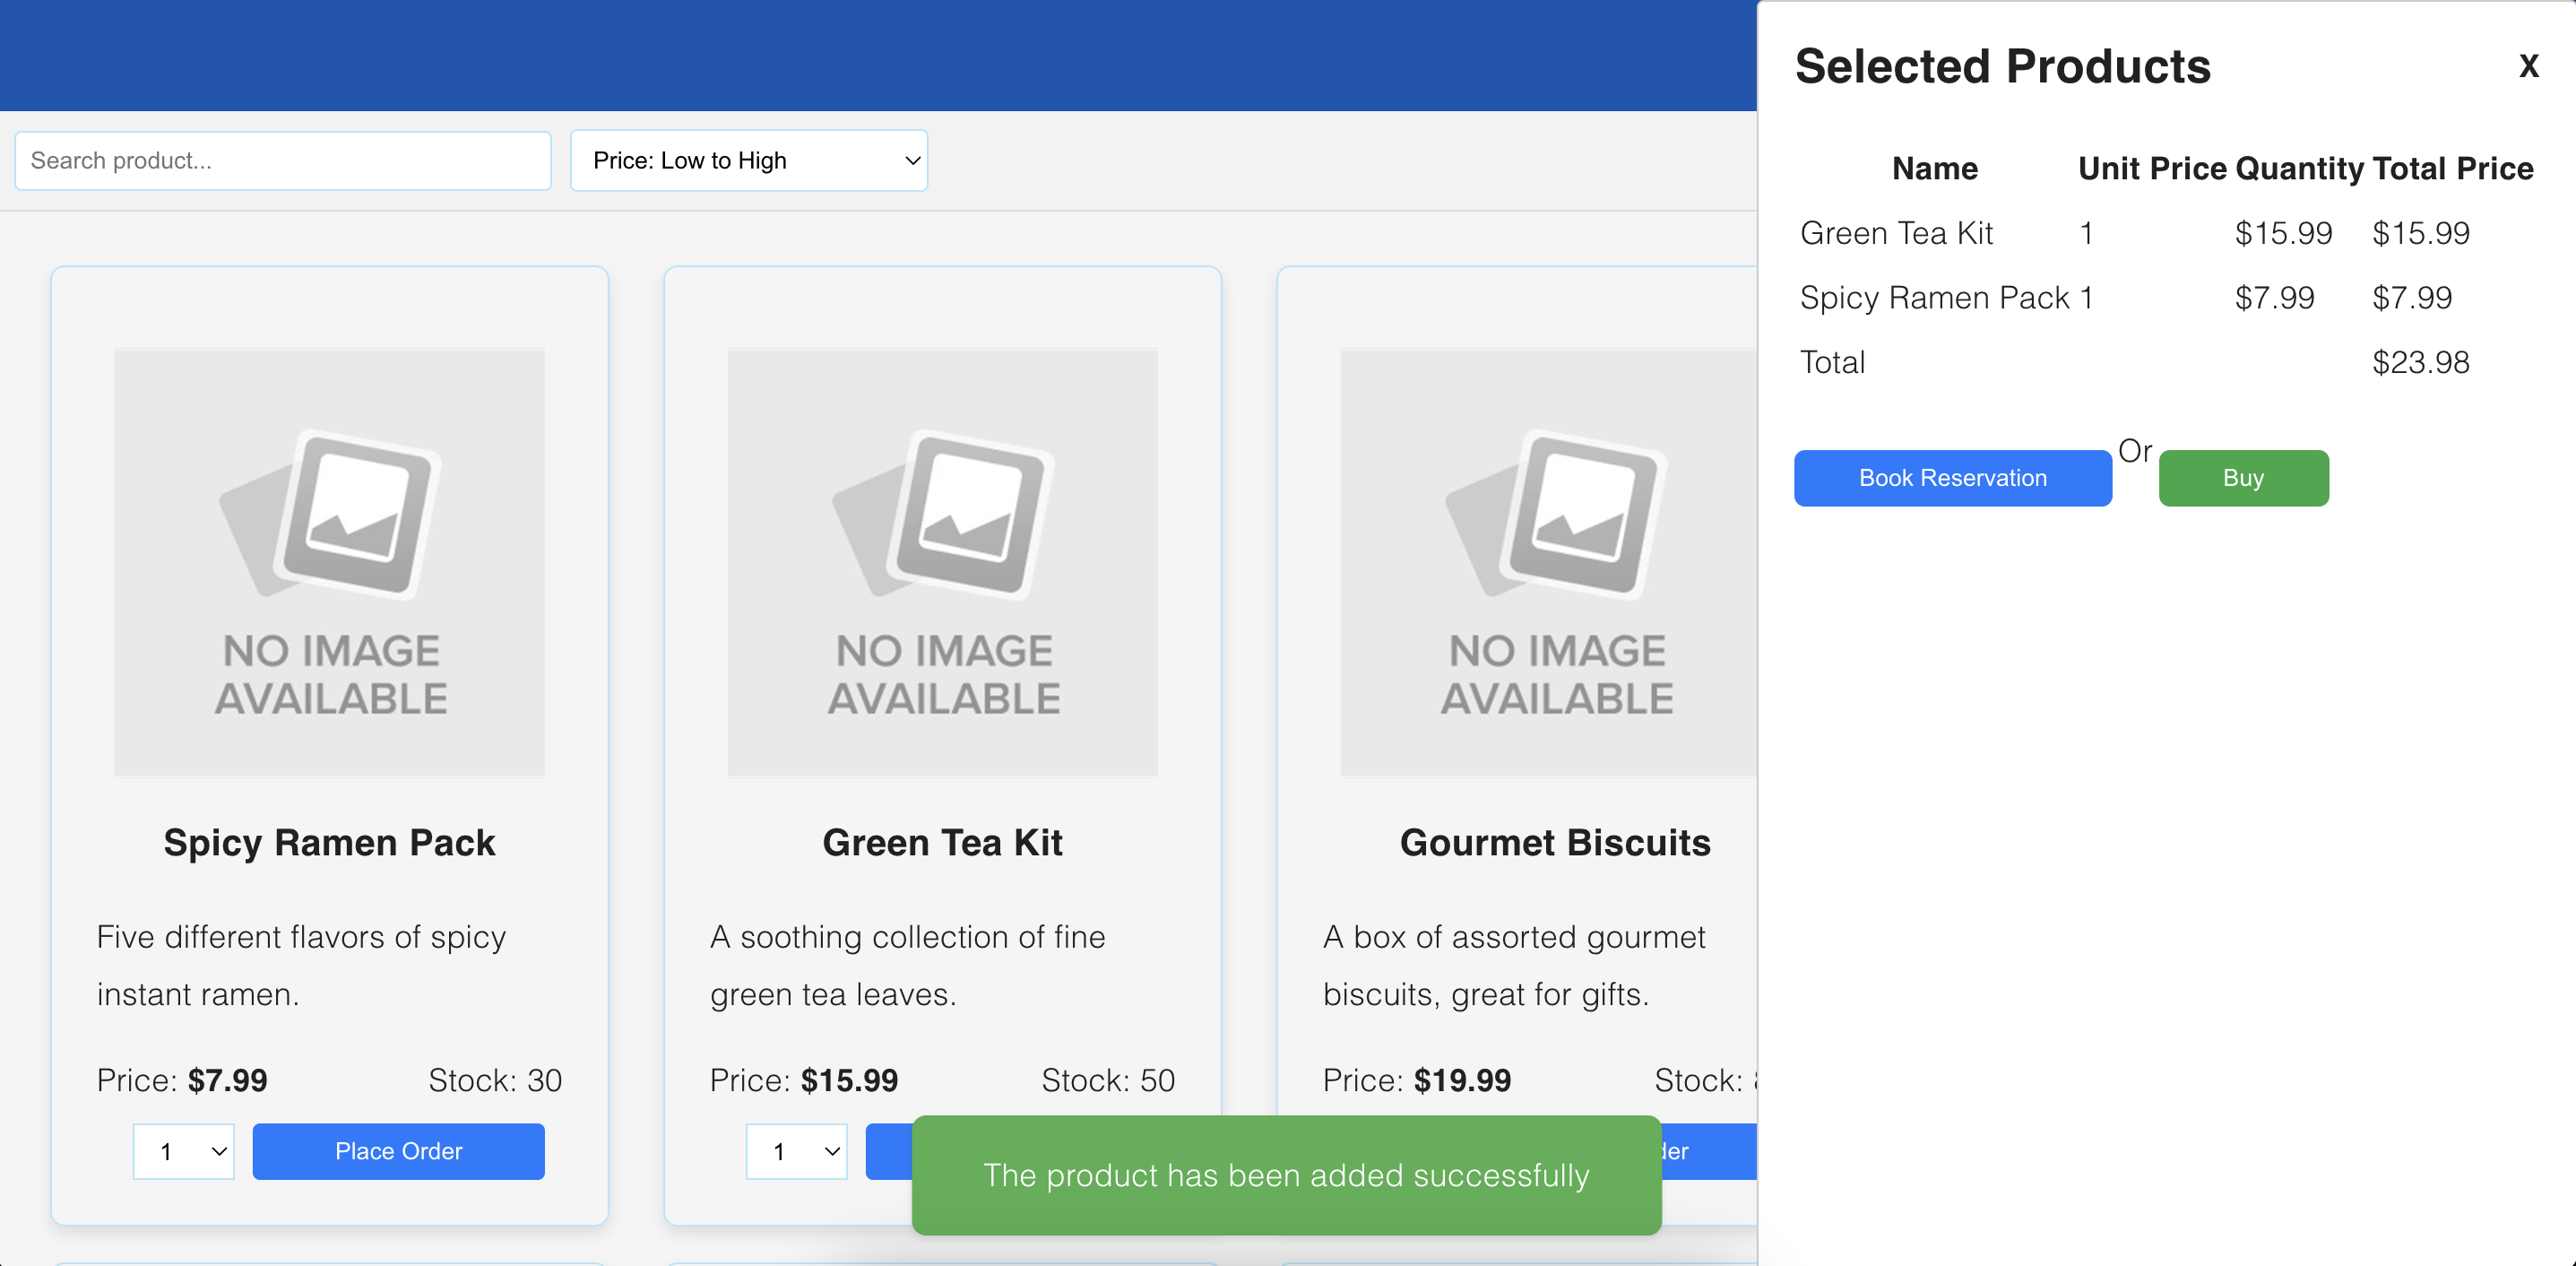 Search product...
Price: Low to High
NO IMAGE
AVAILABLE
Spicy Ramen Pack
Five different flavors of spicy
instant ramen.
Price: $7.99 Stock: 30
1 Place Order
NO IMAGE
AVAILABLE
Green Tea Kit
A soothing collection of fine
green tea leaves.
Price: $15.99 Stock: 50
1
NO IMAGE
AVAILABLE
Gourmet Biscuits
A box of assorted gourmet
biscuits, great for gifts.
Price: $19.99 Stock:
The product has been added successfully
Selected Products X
Name Unit Price Quantity Total Price
Green Tea Kit 1 $15.99 $15.99
Spicy Ramen Pack 1 $7.99 $7.99
Total $23.98
Book Reservation Or Buy